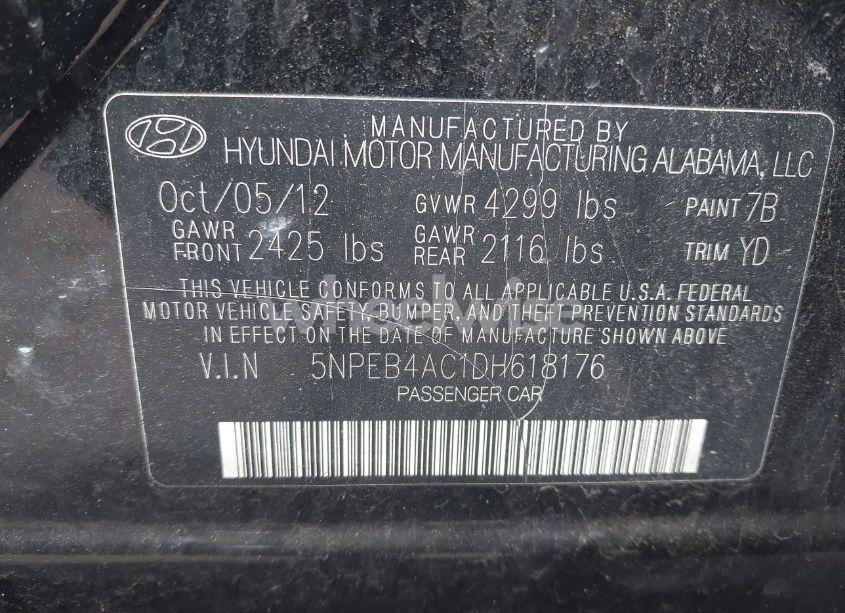 MANUFACTURED BY
HYUNDAI MOTOR MANUFACTURING ALABAMA, LLC
Oct/05/12 GVWR 4299 lbs PAINT 7B
GAWR FRONT 2425 lbs GAWR REAR 2116 lbs TRIM YD
THIS VEHICLE CONFORMS TO ALL APPLICABLE U.S.A. FEDERAL
MOTOR VEHICLE SAFETY, BUMPER, AND THEFT PREVENTION STANDARDS
IN EFFECT ON THE DATE OF MANUFACTURE SHOWN ABOVE
V.I.N 5NPEB4AC1DH618176
PASSENGER CAR